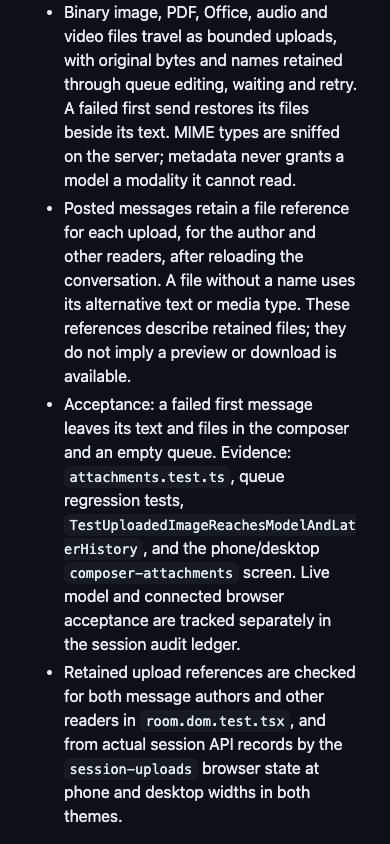 Binary image, PDF, Office, audio and
video files travel as bounded uploads,
with original bytes and names retained
through queue editing, waiting and retry.
A failed first send restores its files
beside its text. MIME types are sniffed
on the server; metadata never grants a
model a modality it cannot read.
Posted messages retain a file reference
for each upload, for the author and
other readers, after reloading the
conversation. A file without a name uses
its alternative text or media type. These
references describe retained files; they
do not imply a preview or download is
available.
Acceptance: a failed first message
leaves its text and files in the composer
and an empty queue. Evidence:
attachments.test.ts, queue
regression tests,
TestUploadedImageReachesModelAndLat
erHistory, and the phone/desktop
composer-attachments screen. Live
model and connected browser
acceptance are tracked separately in
the session audit ledger.
Retained upload references are checked
for both message authors and other
readers in room.dom.test.tsx, and
from actual session API records by the
session-uploads browser state at
phone and desktop widths in both
themes.